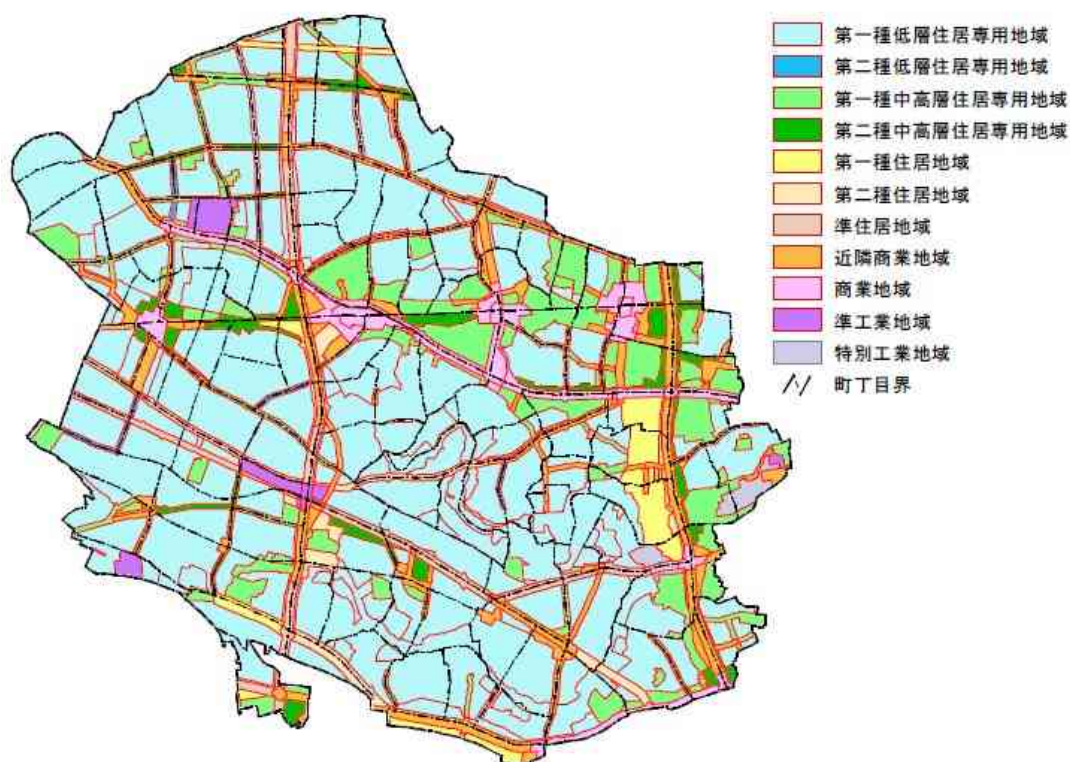 第一種低層住居専用地域
第二種低層住居専用地域
第一種中高層住居専用地域
第二種中高層住居専用地域
第一種住居地域
第二種住居地域
準住居地域
近隣商業地域
商業地域
準工業地域
特別工業地域
町丁目界